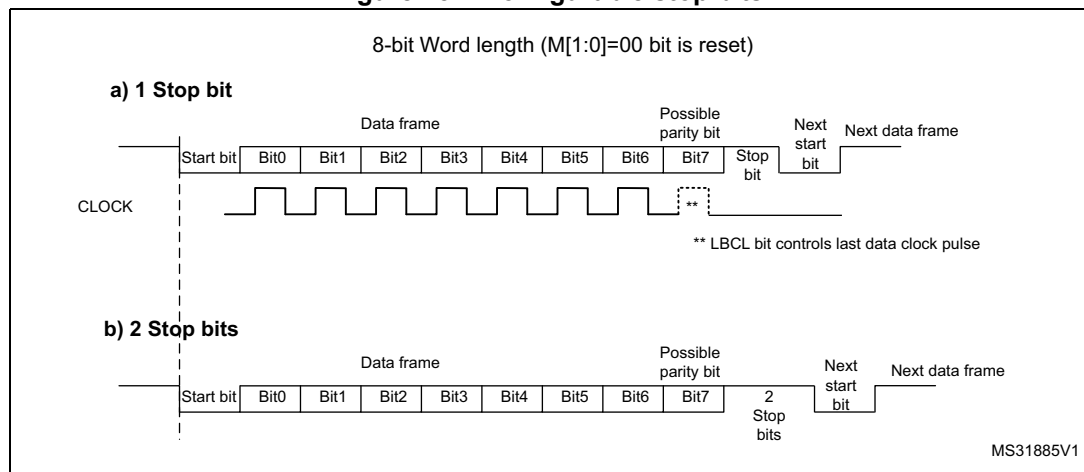 8-bit Word length (M[1:0]=00 bit is reset)
a) 1 Stop bit
Data frame
Possible
parity bit
Next
start
bit
Next data frame
Start bit Bit0 Bit1 Bit2 Bit3 Bit4 Bit5 Bit6 Bit7 Stop
bit
CLOCK
**
** LBCL bit controls last data clock pulse
b) 2 Stop bits
Data frame
Possible
parity bit
Next
start
bit
Next data frame
Start bit Bit0 Bit1 Bit2 Bit3 Bit4 Bit5 Bit6 Bit7 2
Stop
bits
MS31885V1